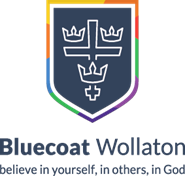 Bluecoat Wollaton
believe in yourself, in others, in God